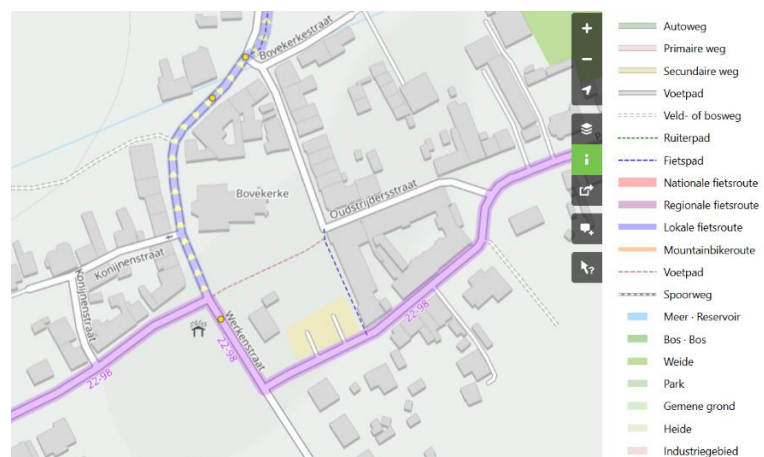 Bovekerkestraat
Bovekerke
Oudstrijdersstraat
Konijnenstraat
Konijnenstraat
Werkenstraat
22-98
22-98
22-98
+
−
i
?
Autoweg
Primaire weg
Secundaire weg
Voetpad
Veld- of bosweg
Ruiterpad
Fietspad
Nationale fietsroute
Regionale fietsroute
Lokale fietsroute
Mountainbikeroute
Voetpad
Spoorweg
Meer · Reservoir
Bos · Bos
Weide
Park
Gemene grond
Heide
Industriegebied